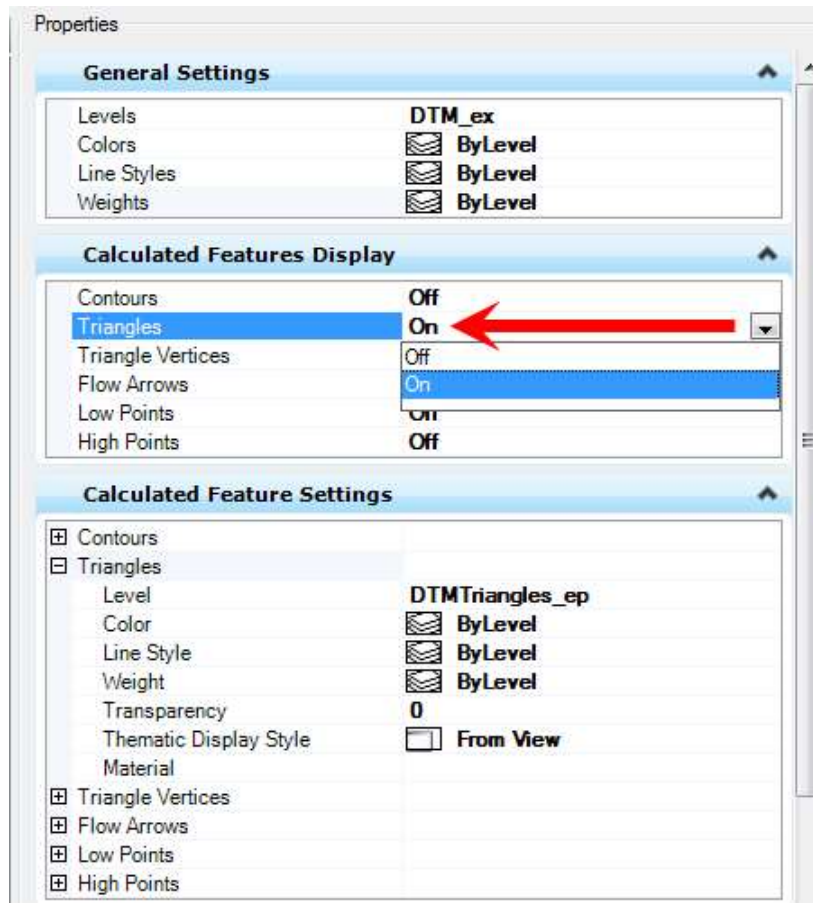 Properties
General Settings
Levels DTM_ex
Colors ByLevel
Line Styles ByLevel
Weights ByLevel
Calculated Features Display
Contours Off
Triangles On
Triangle Vertices Off
Flow Arrows On
Low Points On
High Points Off
Calculated Feature Settings
Contours
Triangles
Level DTMTriangles_ep
Color ByLevel
Line Style ByLevel
Weight ByLevel
Transparency 0
Thematic Display Style From View
Material
Triangle Vertices
Flow Arrows
Low Points
High Points